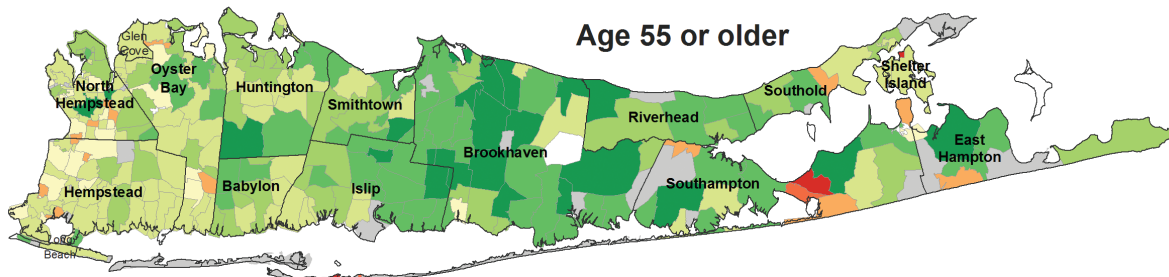 Age 55 or older
Glen
Cove
Oyster
Bay
North
Hempstead
Huntington
Smithtown
Shelter
Island
Southold
Riverhead
Brookhaven
East
Hampton
Hempstead
Babylon
Islip
Southampton
Long
Beach